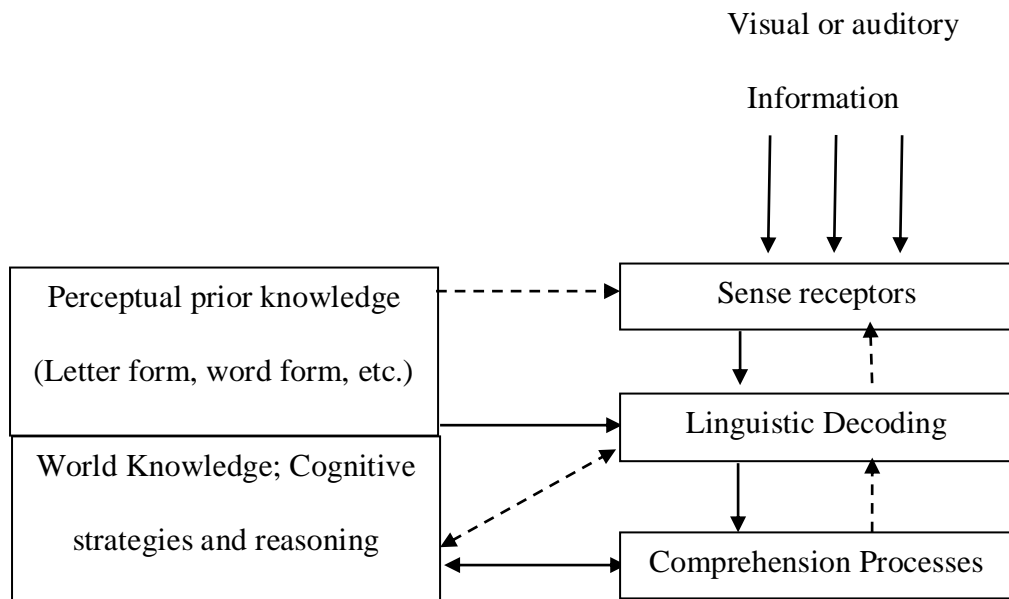 Visual or auditory
Information
Perceptual prior knowledge
(Letter form, word form, etc.)
World Knowledge; Cognitive
strategies and reasoning
Sense receptors
Linguistic Decoding
Comprehension Processes